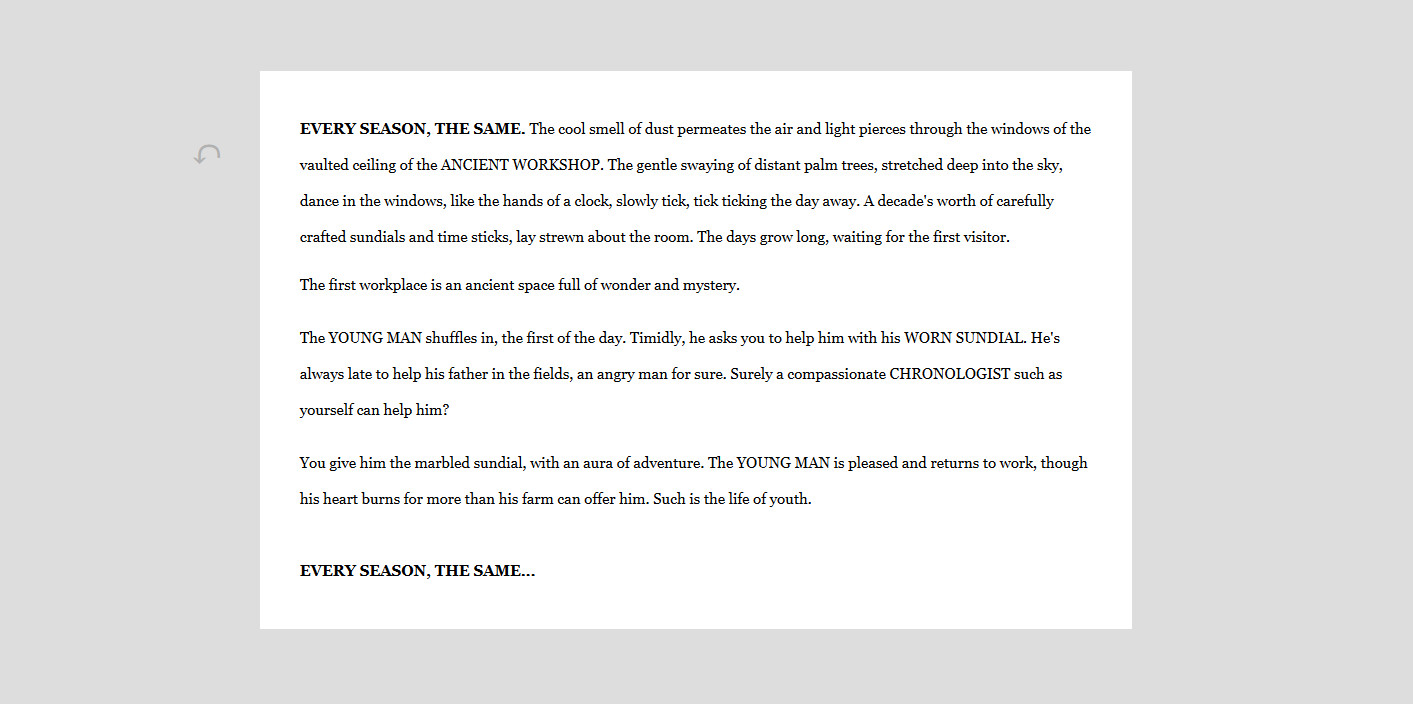 EVERY SEASON, THE SAME. The cool smell of dust permeates the air and light pierces through the windows of the
vaulted ceiling of the ANCIENT WORKSHOP. The gentle swaying of distant palm trees, stretched deep into the sky,
dance in the windows, like the hands of a clock, slowly tick, tick ticking the day away. A decade's worth of carefully
crafted sundials and time sticks, lay strewn about the room. The days grow long, waiting for the first visitor.
The first workplace is an ancient space full of wonder and mystery.
The YOUNG MAN shuffles in, the first of the day. Timidly, he asks you to help him with his WORN SUNDIAL. He's
always late to help his father in the fields, an angry man for sure. Surely a compassionate CHRONOLOGIST such as
yourself can help him?
You give him the marbled sundial, with an aura of adventure. The YOUNG MAN is pleased and returns to work, though
his heart burns for more than his farm can offer him. Such is the life of youth.
EVERY SEASON, THE SAME...